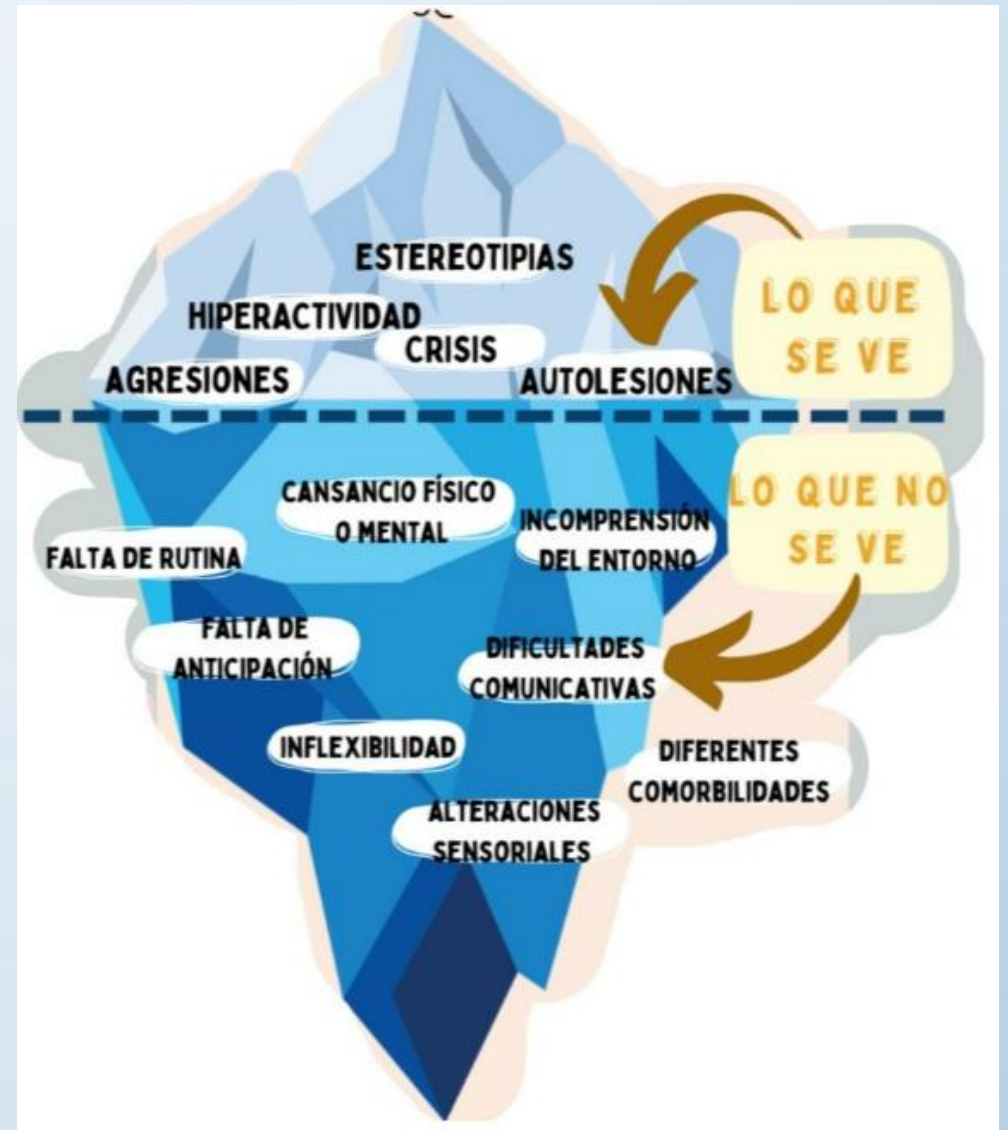 ESTEREOTIPIAS
HIPERACTIVIDAD
CRISIS
AGRESIONES
AUTOLESIONES
LO QUE
SE VE
CANSANCIO FÍSICO
O MENTAL
INCOMPRENSIÓN
DEL ENTORNO
LO QUE NO
SE VE
FALTA DE RUTINA
FALTA DE
ANTICIPACIÓN
DIFICULTADES
COMUNICATIVAS
INFLEXIBILIDAD
DIFERENTES
COMORBILIDADES
ALTERACIONES
SENSORIALES